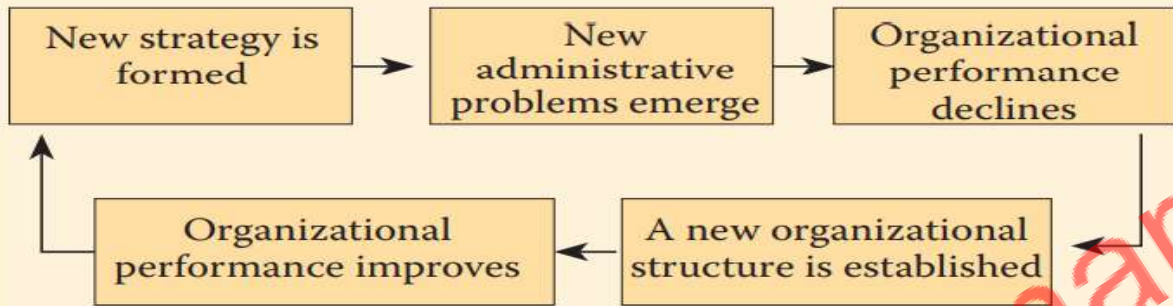 New strategy is
formed
New
administrative
problems emerge
Organizational
performance
declines
A new organizational
structure is established
Organizational
performance improves